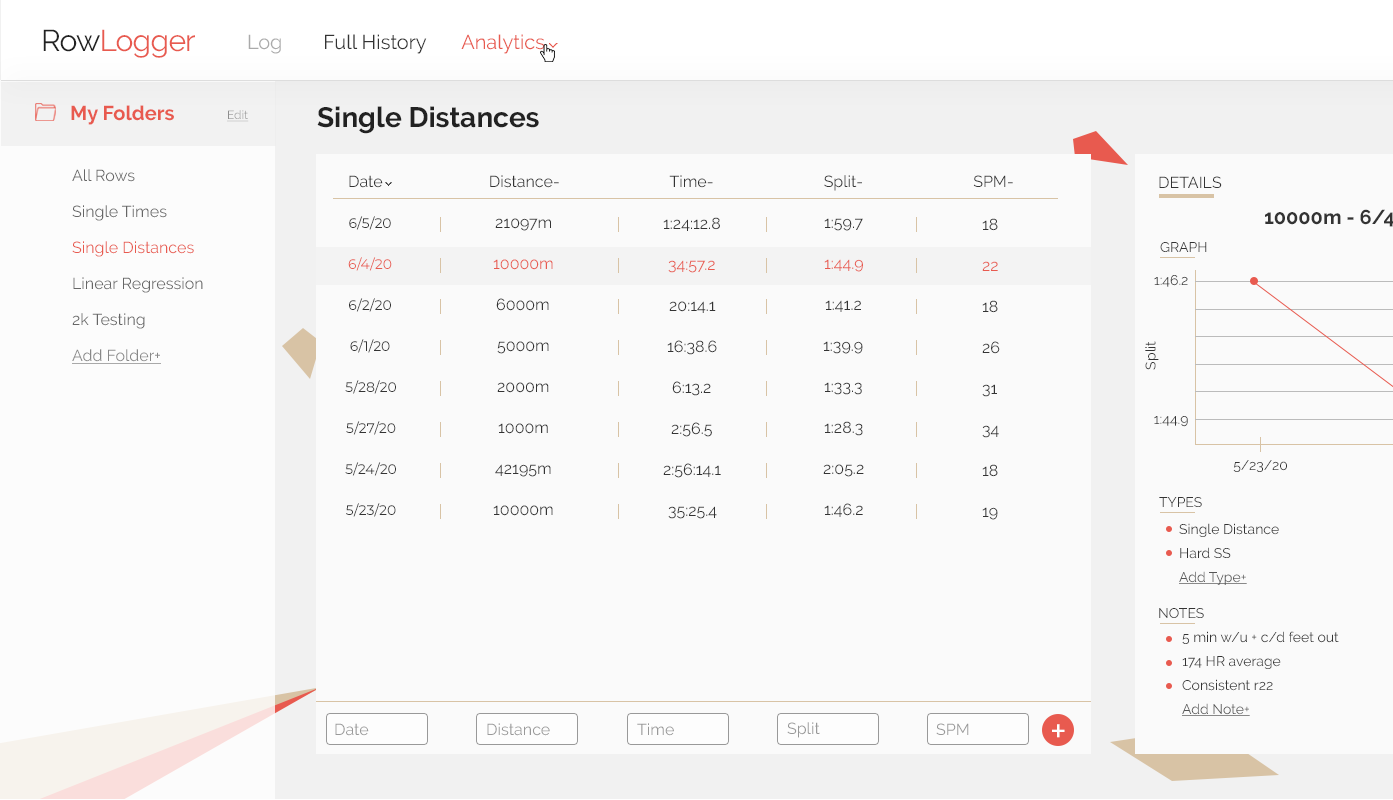 RowLogger Log Full History Analytics
My Folders Edit
All Rows
Single Times
Single Distances
Linear Regression
2k Testing
Add Folder+
Single Distances
Date Distance- Time- Split- SPM-
6/5/20 21097m 1:24:12.8 1:59.7 18
6/4/20 10000m 34:57.2 1:44.9 22
6/2/20 6000m 20:14.1 1:41.2 18
6/1/20 5000m 16:38.6 1:39.9 26
5/28/20 2000m 6:13.2 1:33.3 31
5/27/20 1000m 2:56.5 1:28.3 34
5/24/20 42195m 2:56:14.1 2:05.2 18
5/23/20 10000m 35:25.4 1:46.2 19
Date Distance Time Split SPM +
DETAILS
10000m - 6/4
GRAPH
1:46.2
Split
1:44.9
5/23/20
TYPES
Single Distance
Hard SS
Add Type+
NOTES
5 min w/u + c/d feet out
174 HR average
Consistent r22
Add Note+